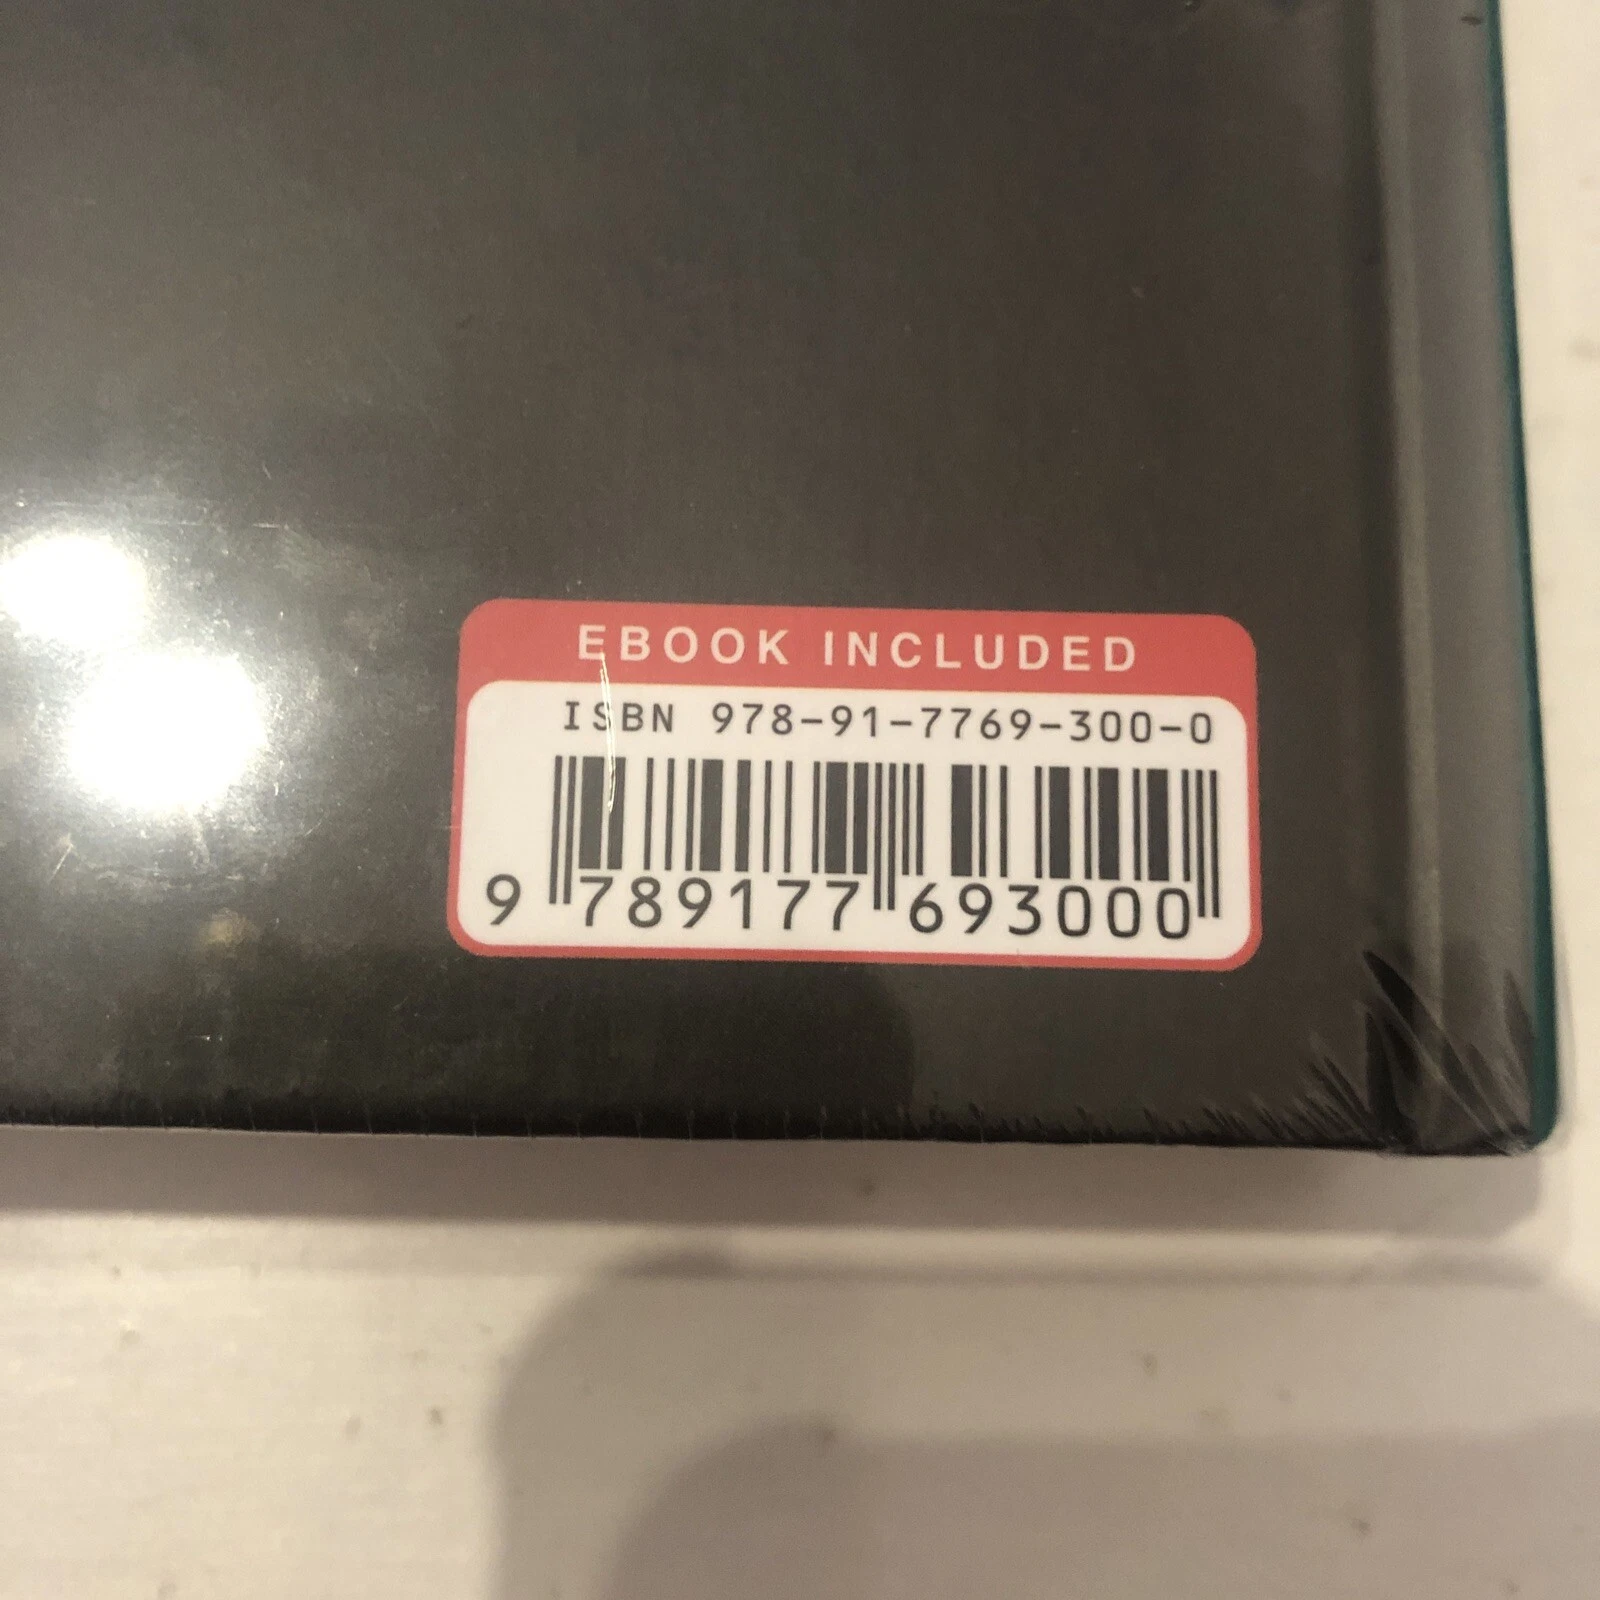 EBOOK INCLUDED
ISBN 978-91-7769-300-0
9 789177 693000